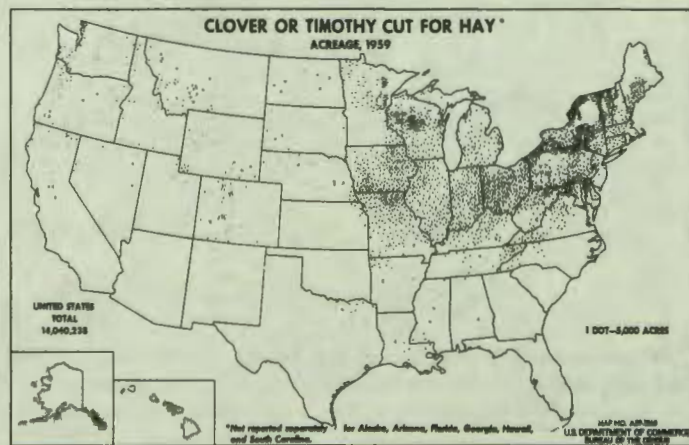 CLOVER OR TIMOTHY CUT FOR HAY*
ACREAGE, 1959
UNITED STATES
TOTAL
14,040,238
1 DOT—5,000 ACRES
*Not reported separately for Alaska, Arizona, Florida, Georgia, Hawaii,
and South Carolina.
MAP NO.
U.S. DEPARTMENT OF COMMERCE
BUREAU OF THE CENSUS